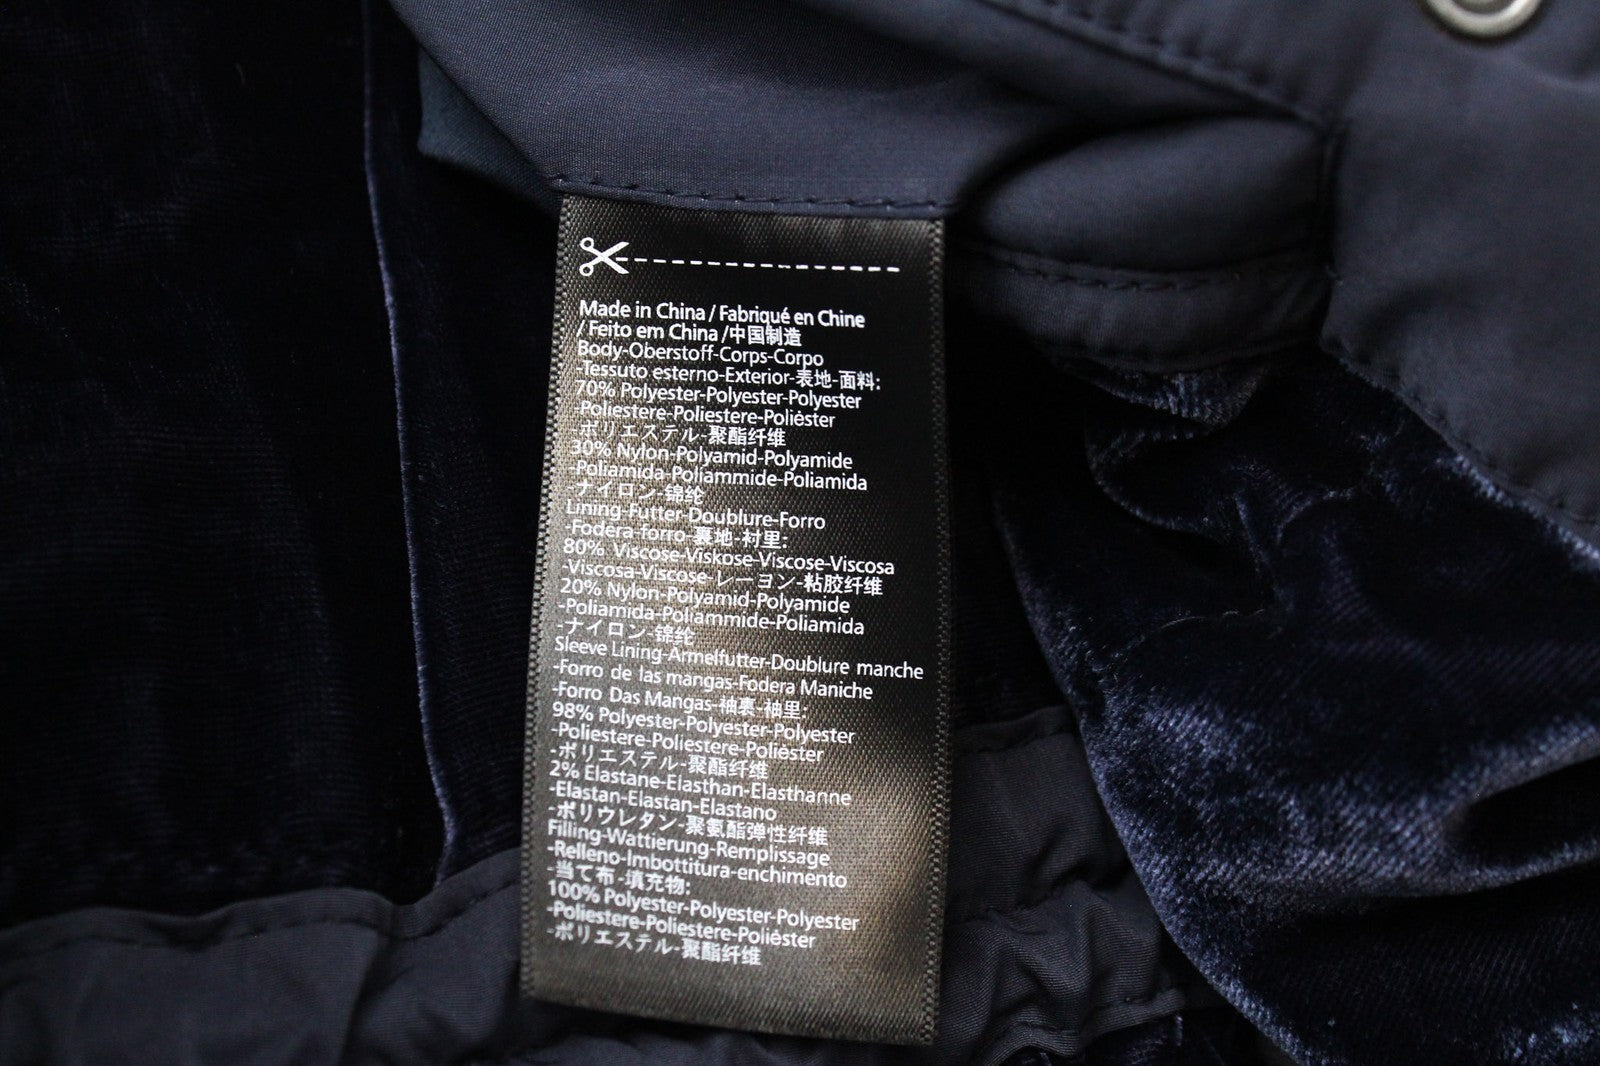 Made in China / Fabriqué en Chine
/ Feito em China /中国制造
Body-Oberstoff-Corps-Corpo
-Tessuto esterno-Exterior-表地-面料:
70% Polyester-Polyester-Polyester
-Poliestere-Poliestere-Poliéster
-ポリエステル-聚酯纤维
30% Nylon-Polyamid-Polyamide
-Poliamida-Poliammide-Poliamida
-ナイロン-锦纶
Lining-Futter-Doublure-Forro
-Fodera-forro-裏地-村里:
80% Viscose-Viskose-Viscose-Viscosa
-Viscosa-Viscose-レーヨン-粘胶纤维
20% Nylon-Polyamid-Polyamide
-Poliamida-Poliammide-Poliamida
-ナイロン-锦纶
Sleeve Lining-Armelfutter-Doublure manche
-Forro de las mangas-Fodera Maniche
-Forro Das Mangas-袖裏-袖里:
98% Polyester-Polyester-Polyester
-Poliestere-Poliestere-Poliéster
-ポリエステル-聚酯纤维
2% Elastane-Elasthan-Elasthanne
-Elastan-Elastan-Elastano
-ポリウレタン-聚氨酯弹性纤维
Filling-Wattierung-Remplissage
-Relleno-Imbottitura-enchimento
-当て布-填充物:
100% Polyester-Polyester-Polyester
-Poliestere-Poliestere-Poliéster
-ポリエステル-聚酯纤维